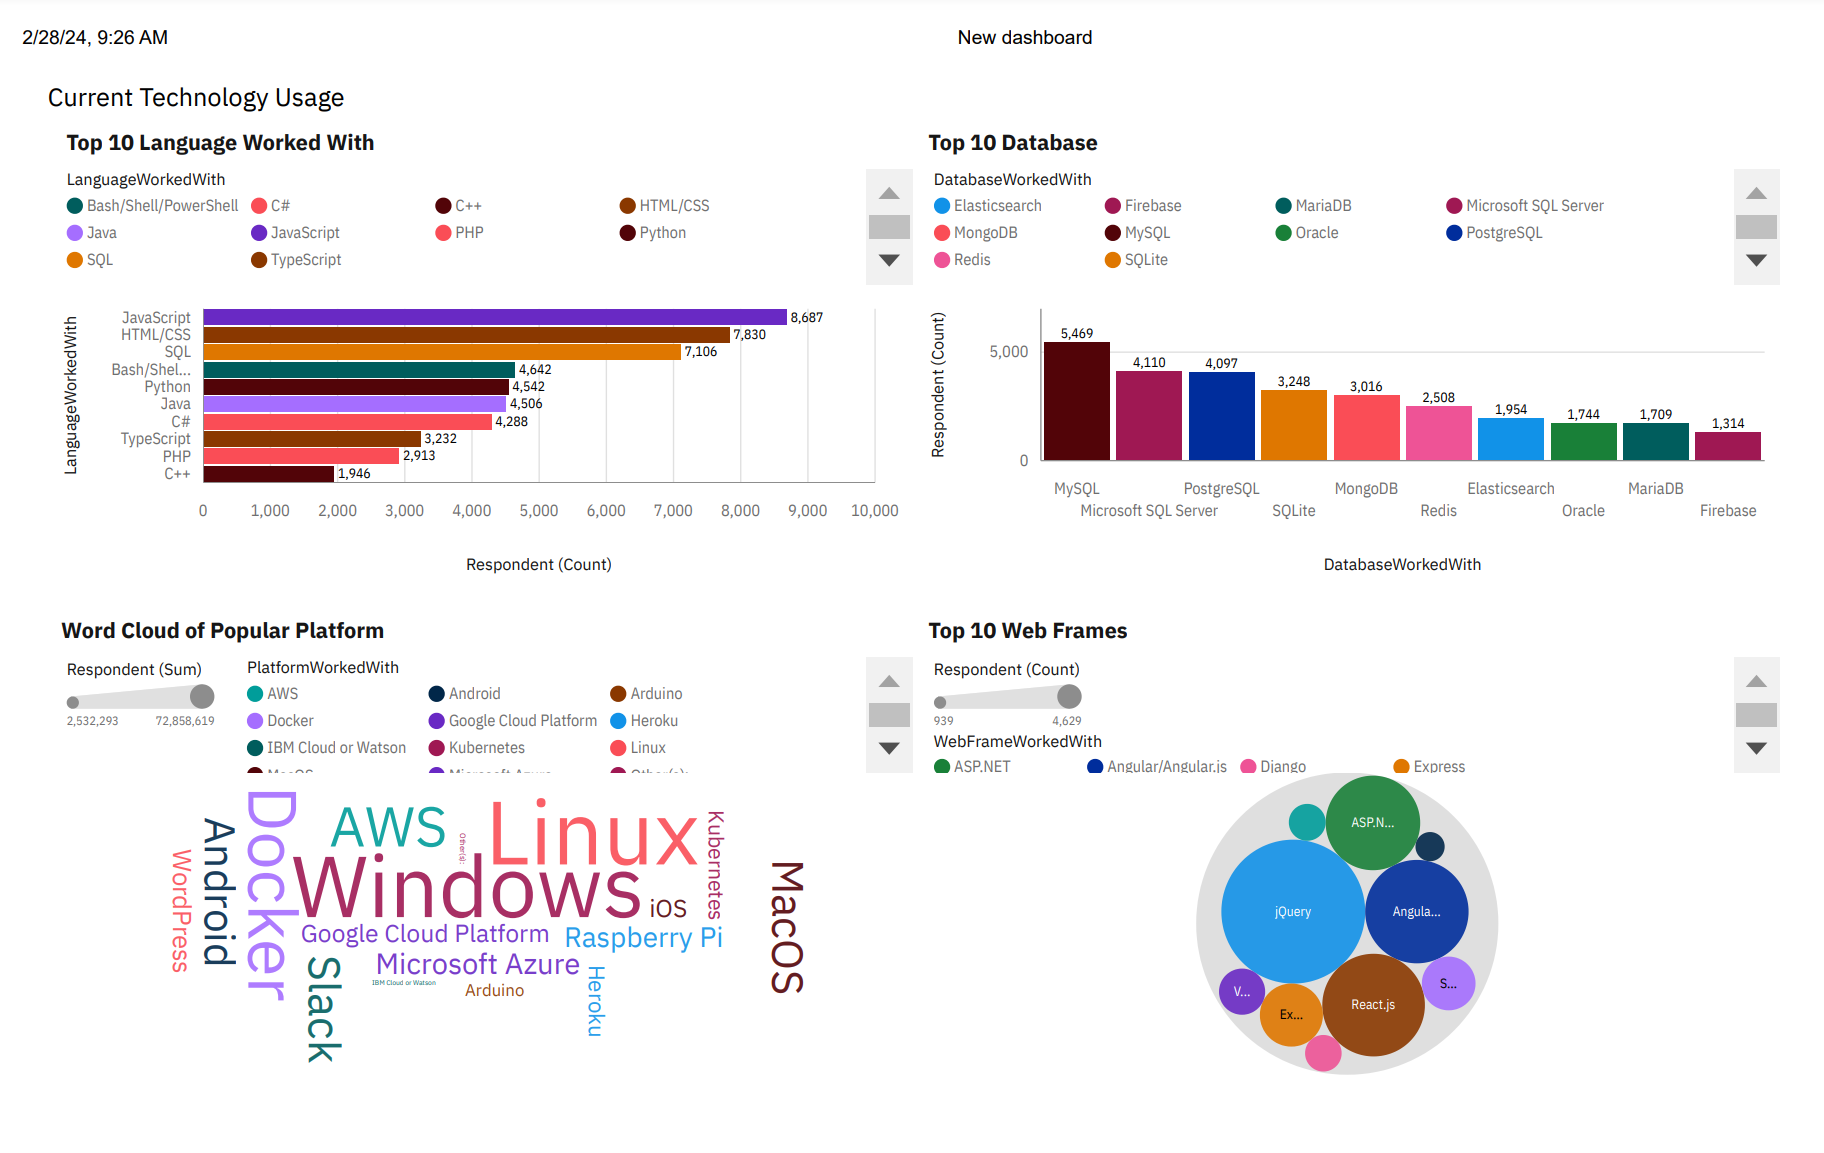 2/28/24, 9:26 AM
New dashboard
Current Technology Usage
Top 10 Language Worked With
LanguageWorkedWith
Bash/Shell/PowerShell
C#
C++
HTML/CSS
Java
JavaScript
PHP
Python
SQL
TypeScript
LanguageWorkedWith
JavaScript 8,687
HTML/CSS 7,830
SQL 7,106
Bash/Shel... 4,642
Python 4,542
Java 4,506
C# 4,288
TypeScript 3,232
PHP 2,913
C++ 1,946
0 1,000 2,000 3,000 4,000 5,000 6,000 7,000 8,000 9,000 10,000
Respondent (Count)
Top 10 Database
DatabaseWorkedWith
Elasticsearch
Firebase
MariaDB
Microsoft SQL Server
MongoDB
MySQL
Oracle
PostgreSQL
Redis
SQLite
Respondent (Count)
5,000
0
5,469
4,110
4,097
3,248
3,016
2,508
1,954
1,744
1,709
1,314
MySQL
Microsoft SQL Server
PostgreSQL
SQLite
MongoDB
Redis
Elasticsearch
Oracle
MariaDB
Firebase
DatabaseWorkedWith
Word Cloud of Popular Platform
Respondent (Sum)
2,532,293 72,858,619
PlatformWorkedWith
AWS
Android
Arduino
Docker
Google Cloud Platform
Heroku
IBM Cloud or Watson
Kubernetes
Linux
MacOS
Microsoft Azure
Other(s):
WordPress
Android
Docker
AWS
Other(s):
Linux
Kubernetes
Windows
iOS
MacOS
Google Cloud Platform
Raspberry Pi
Microsoft Azure
Slack
IBM Cloud or Watson
Arduino
Heroku
Top 10 Web Frames
Respondent (Count)
939 4,629
WebFrameWorkedWith
ASP.NET
Angular/Angular.js
Django
Express
ASP.N...
jQuery
Angula...
V...
Ex...
React.js
S...